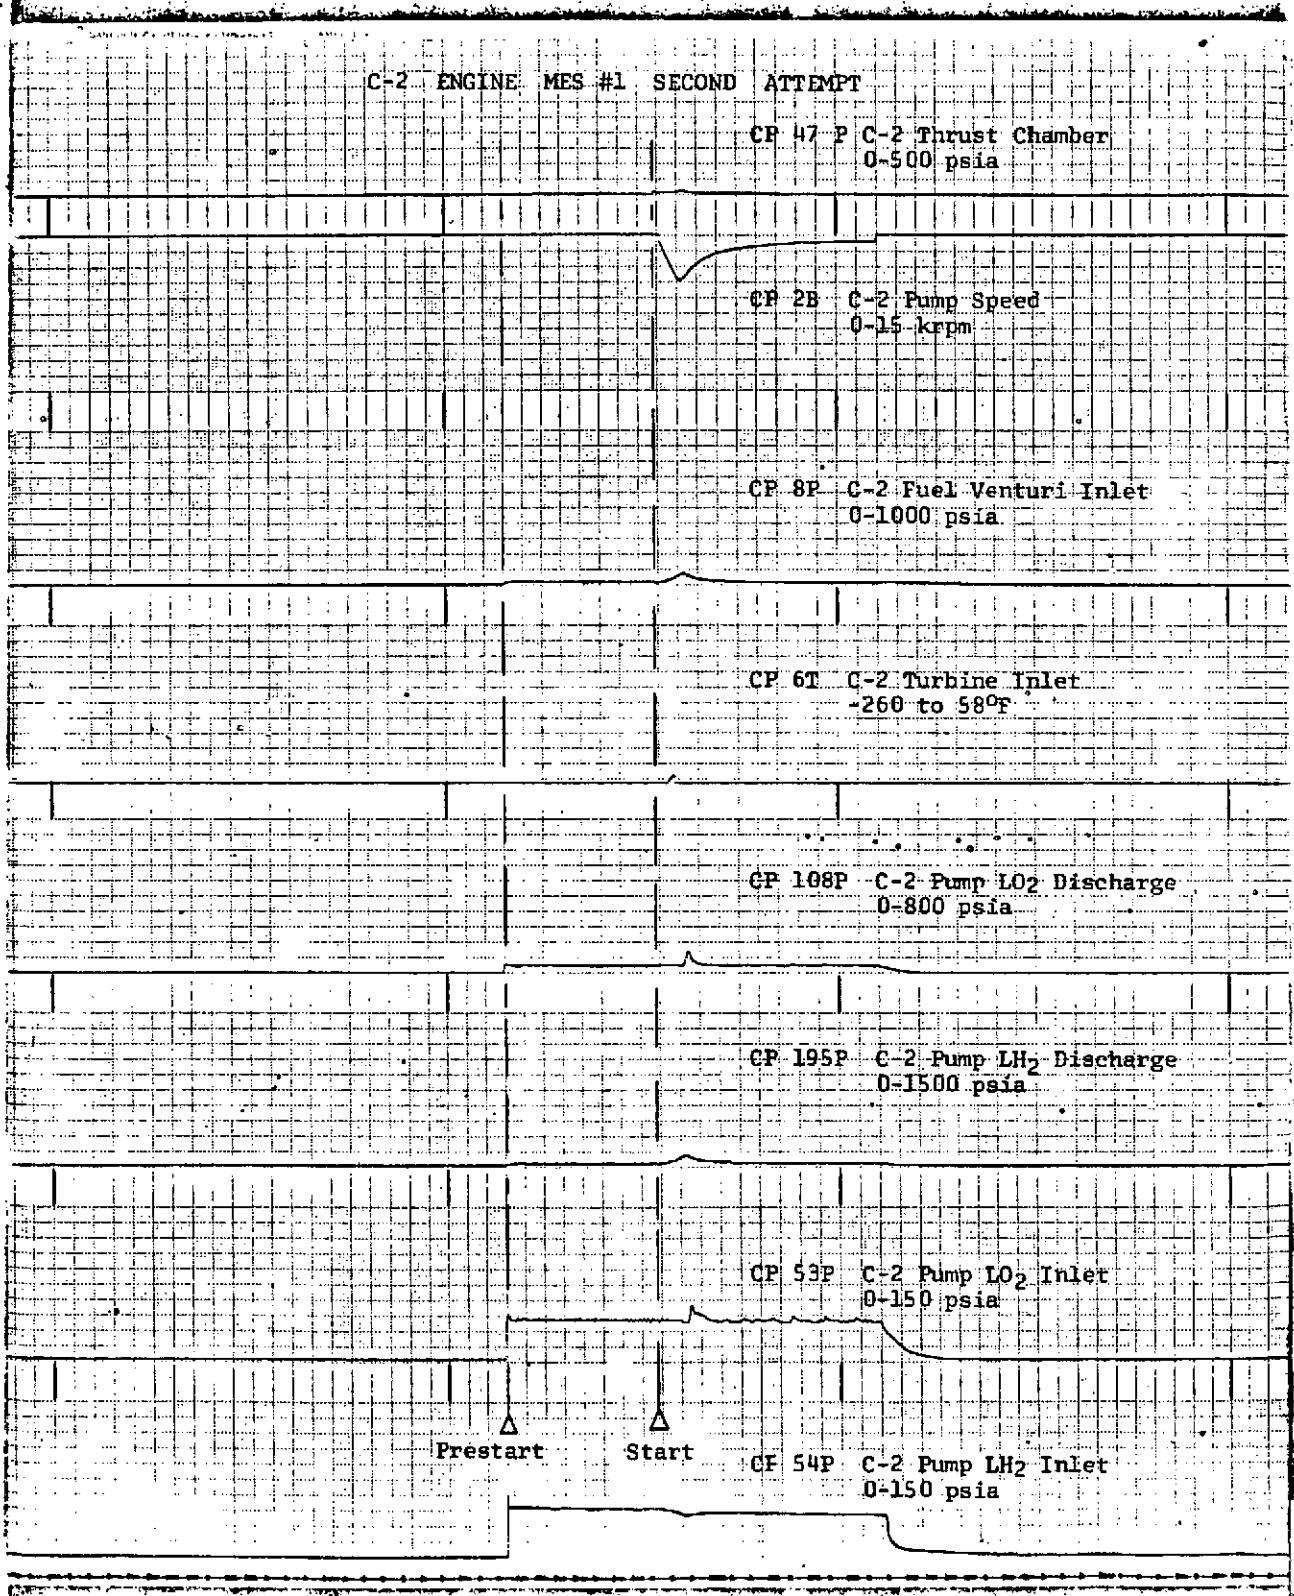 C-2 ENGINE MES #1 SECOND ATTEMPT
CP 47 P C-2 Thrust Chamber
0-500 psia
CP 2B C-2 Pump Speed
0-15 krpm
CP 8P C-2 Fuel Venturi Inlet
0-1000 psia
CP 6T C-2 Turbine Inlet
-260 to 58°F
CP 108P C-2 Pump LO2 Discharge
0-800 psia
CP 195P C-2 Pump LH2 Discharge
0-1500 psia
CP 53P C-2 Pump LO2 Inlet
0-150 psia
Prestart
Start
CP 54P C-2 Pump LH2 Inlet
0-150 psia